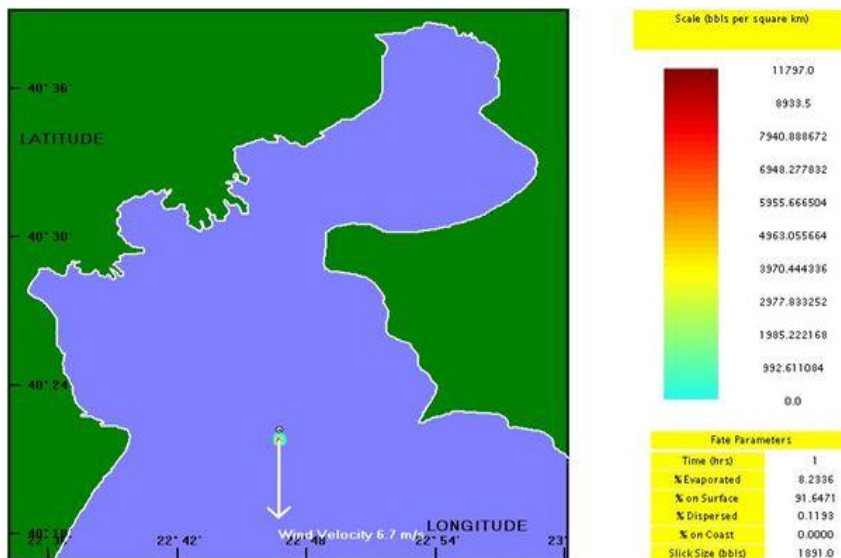 40° 36'
LATITUDE
40° 30'
40° 24'
Wind Velocity 6.7 m/s
LONGITUDE
22° 42' 22° 48' 22° 54'
Scale (bbls per square km)
11797.0
8933.5
7940.888672
6948.277832
5955.666504
4963.055664
3970.444336
2977.833252
1985.222168
992.611084
0.0
Fate Parameters
Time (hrs) 1
% Evaporated 8.2336
% on Surface 91.6471
% Dispersed 0.1193
% on Coast 0.0000
Slick Size (bbls) 1891.0